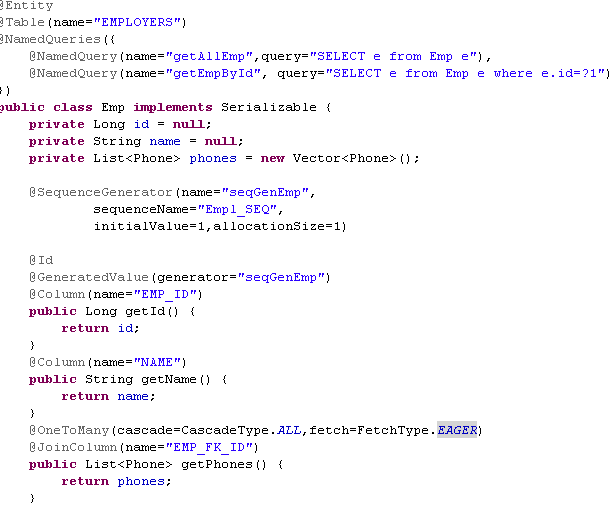 @Entity
@Table(name="EMPLOYERS")
@NamedQueries({
    @NamedQuery(name="getAllEmp",query="SELECT e from Emp e"),
    @NamedQuery(name="getEmpById", query="SELECT e from Emp e where e.id=?1")
})
public class Emp implements Serializable {
    private Long id = null;
    private String name = null;
    private List<Phone> phones = new Vector<Phone>();
    @SequenceGenerator(name="seqGenEmp",
            sequenceName="Empl_SEQ",
            initialValue=1,allocationSize=1)
    @Id
    @GeneratedValue(generator="seqGenEmp")
    @Column(name="EMP_ID")
    public Long getId() {
        return id;
    }
    @Column(name="NAME")
    public String getName() {
        return name;
    }
    @OneToMany(cascade=CascadeType.ALL,fetch=FetchType.EAGER)
    @JoinColumn(name="EMP_FK_ID")
    public List<Phone> getPhones() {
        return phones;
    }